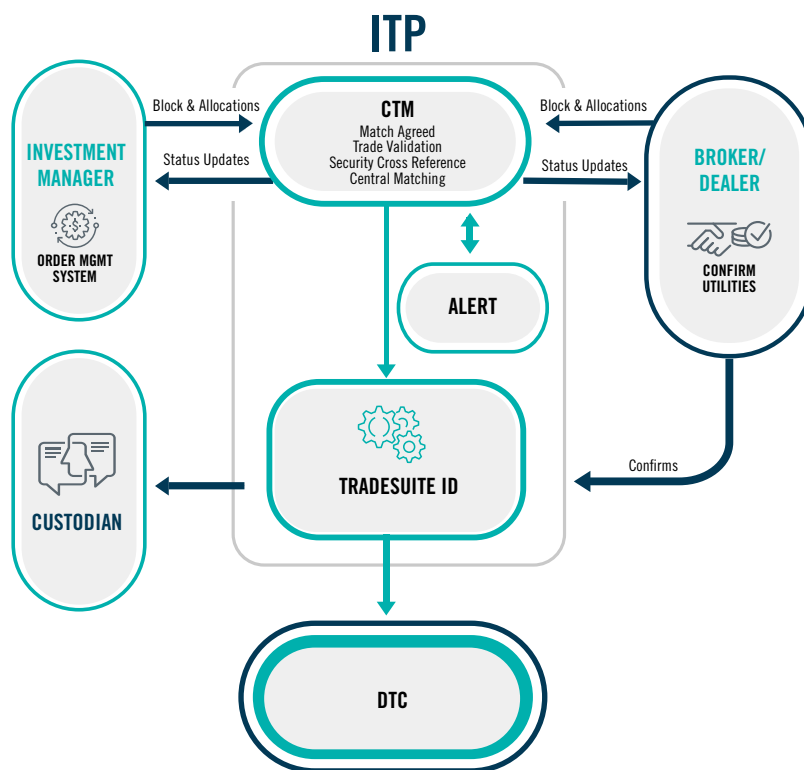 ITP
Block & Allocations
CTM
Match Agreed
Trade Validation
Security Cross Reference
Central Matching
Block & Allocations
INVESTMENT
MANAGER
Status Updates
Status Updates
BROKER/
DEALER
ORDER MGMT
SYSTEM
CONFIRM
UTILITIES
ALERT
CUSTODIAN
TRADESUITE ID
Confirms
DTC